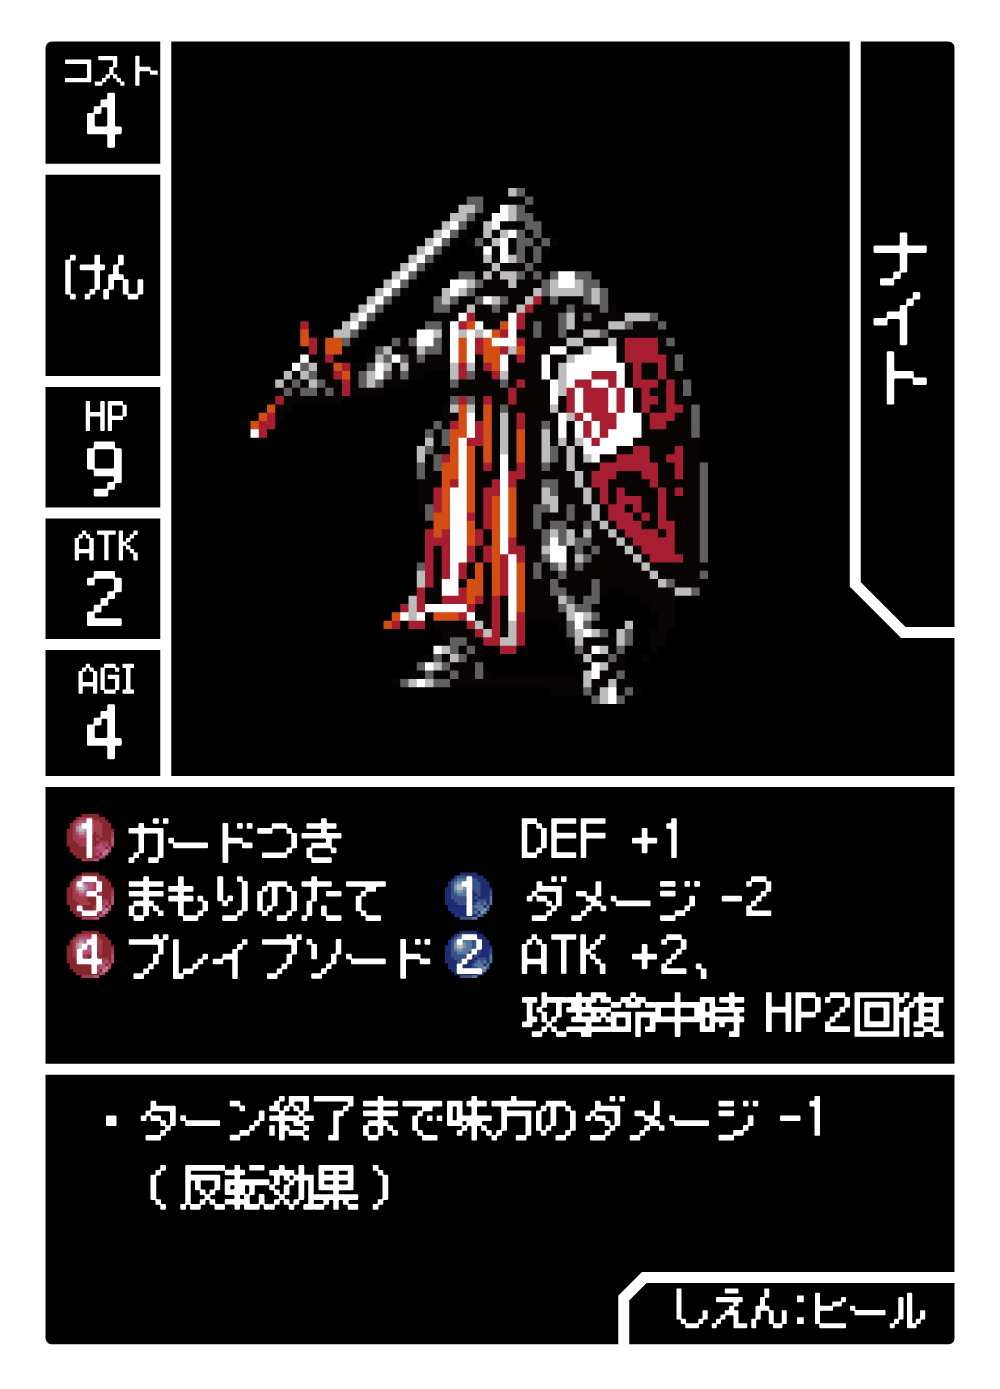 コスト
4
けん
HP
9
ATK
2
AGI
4
ナイト
1 ガードつき DEF +1
3 まもりのたて 1 ダメージ -2
4 ブレイブソード 2 ATK +2、
攻撃命中時 HP2回復
・ターン終了まで味方のダメージ -1
(反転効果)
しえん:ヒール